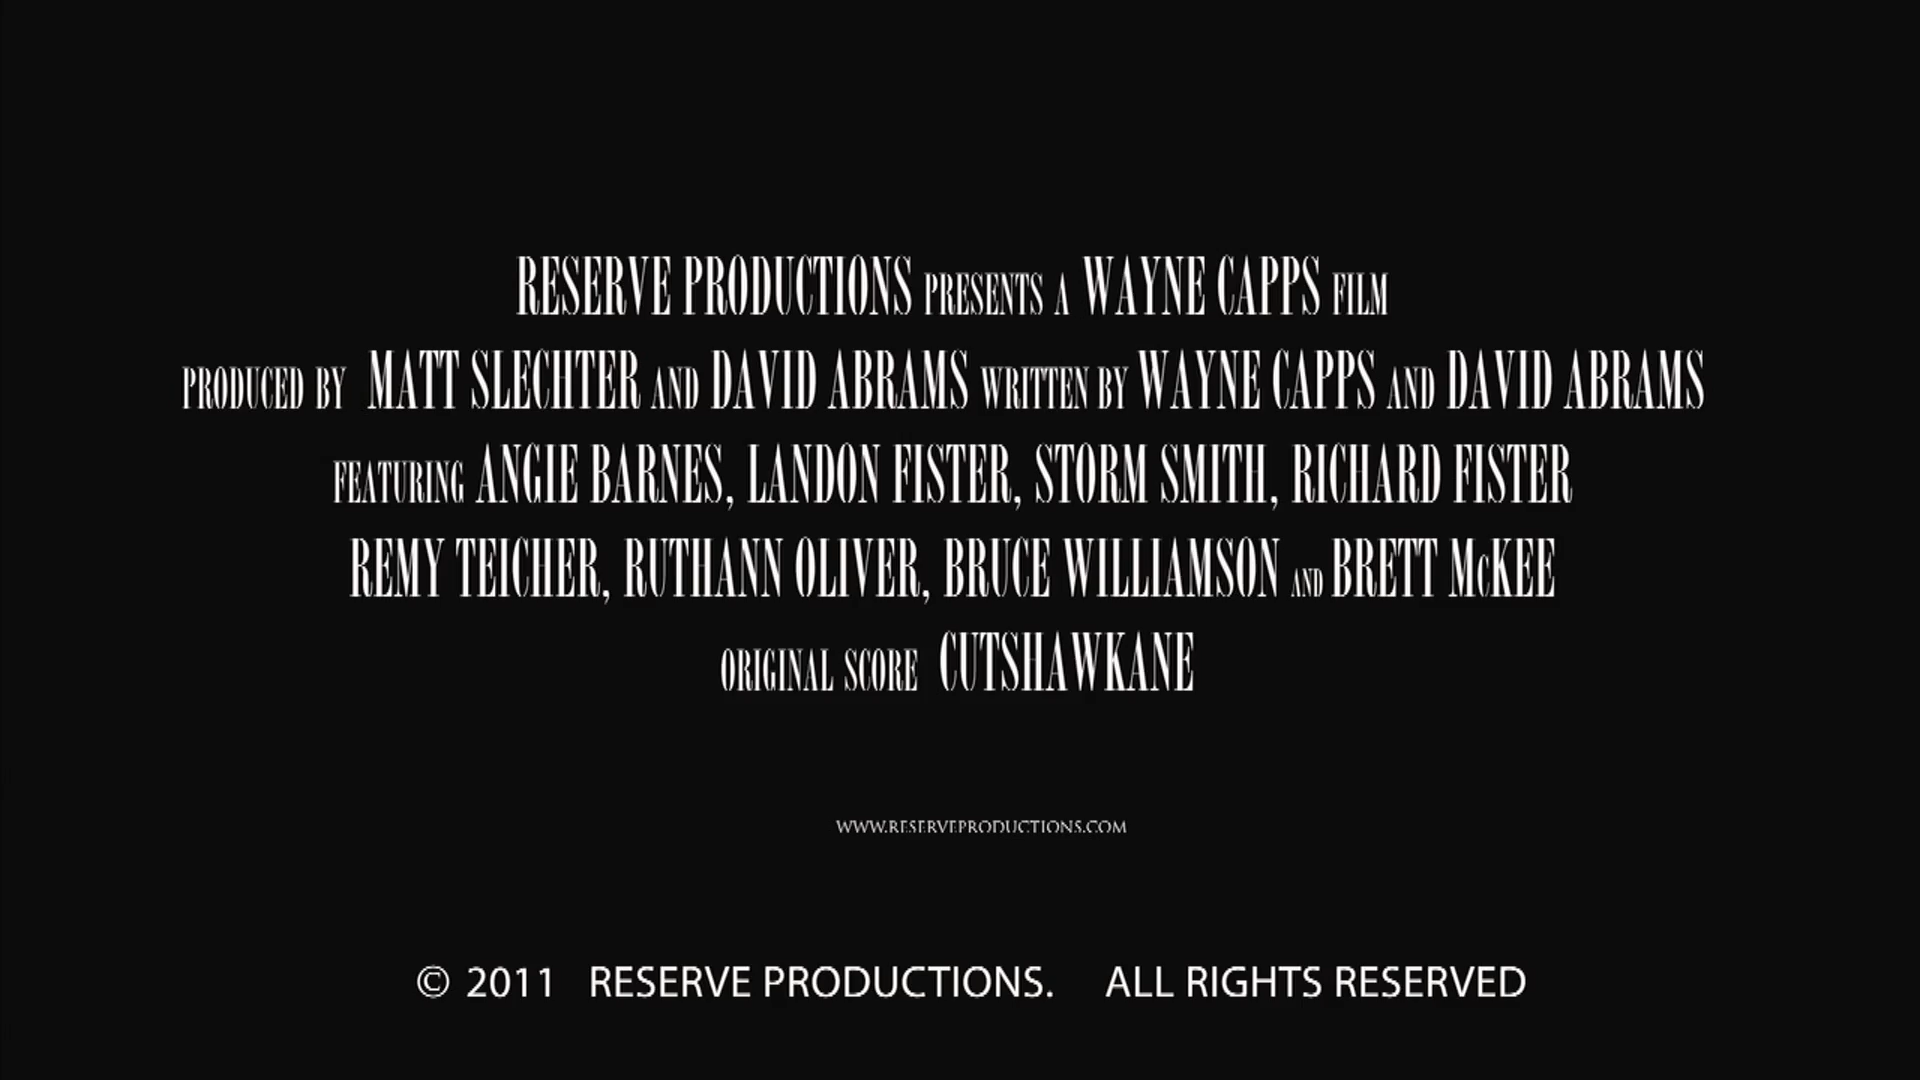 RESERVE PRODUCTIONS PRESENTS A WAYNE CAPPS FILM
PRODUCED BY MATT SLECHTER AND DAVID ABRAMS WRITTEN BY WAYNE CAPPS AND DAVID ABRAMS
FEATURING ANGIE BARNES, LANDON FISTER, STORM SMITH, RICHARD FISTER
REMY TEICHER, RUTHANN OLIVER, BRUCE WILLIAMSON AND BRETT McKEE
ORIGINAL SCORE CUTSHAWKANE
WWW.RESERVEPRODUCTIONS.COM
© 2011 RESERVE PRODUCTIONS. ALL RIGHTS RESERVED